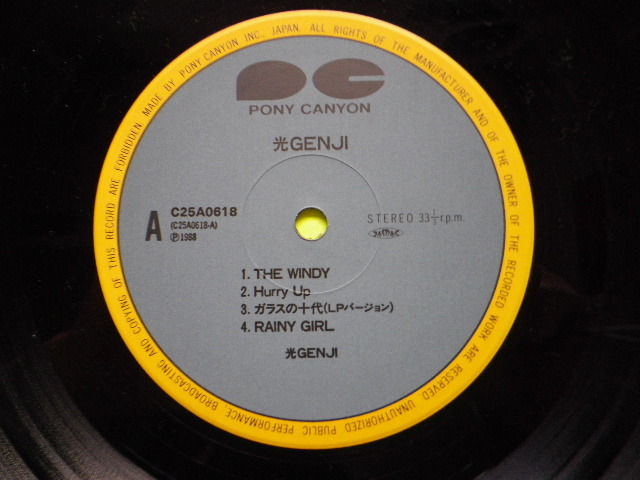 MADE BY PONY CANYON INC., JAPAN. ALL RIGHTS OF THE MANUFACTURER AND OF THE OWNER OF THE RECORDED WORK ARE RESERVED. UNAUTHORIZED PUBLIC PERFORMANCE, BROADCASTING AND COPYING OF THIS RECORD ARE FORBIDDEN.
PC
PONY CANYON
光GENJI
A
C25A0618
(C25A0618-A)
Ⓟ1988
STEREO 33⅓r.p.m.
1. THE WINDY
2. Hurry Up
3. ガラスの十代(LPバージョン)
4. RAINY GIRL
光GENJI